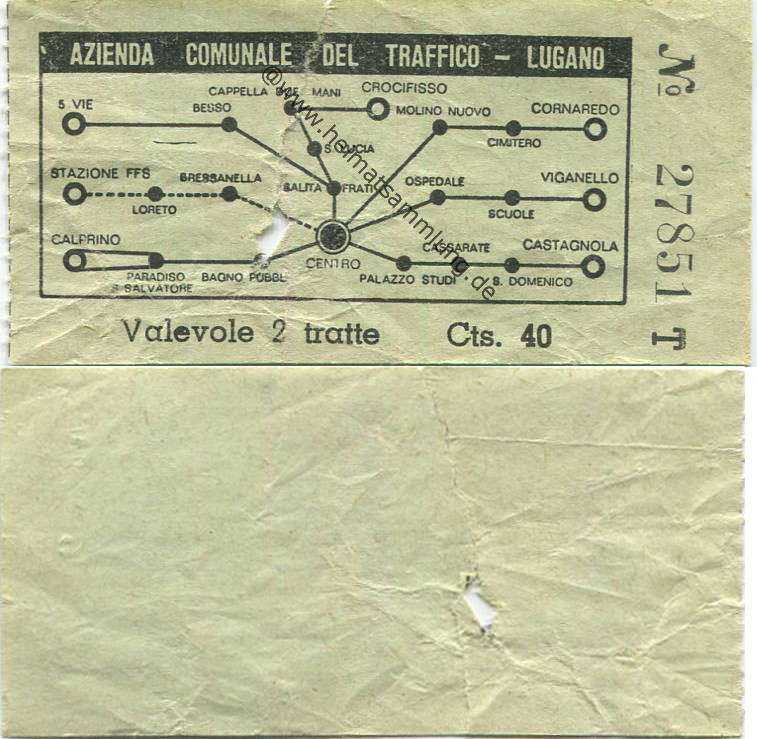 AZIENDA COMUNALE DEL TRAFFICO - LUGANO
No 27851 T
CAPPELLA DUE MANI
CROCIFISSO
5 VIE
BESSO
MOLINO NUOVO
CORNAREDO
S. LUCIA
CIMITERO
STAZIONE FFS
BRESSANELLA
SALITA FRATI
OSPEDALE
VIGANELLO
LORETO
SCUOLE
CALPRINO
CENTRO
CASSARATE
CASTAGNOLA
PARADISO
S. SALVATORE
BAGNO PUBBL
PALAZZO STUDI
S. DOMENICO
Valevole 2 tratte Cts. 40
@www.heimatsammlung.de